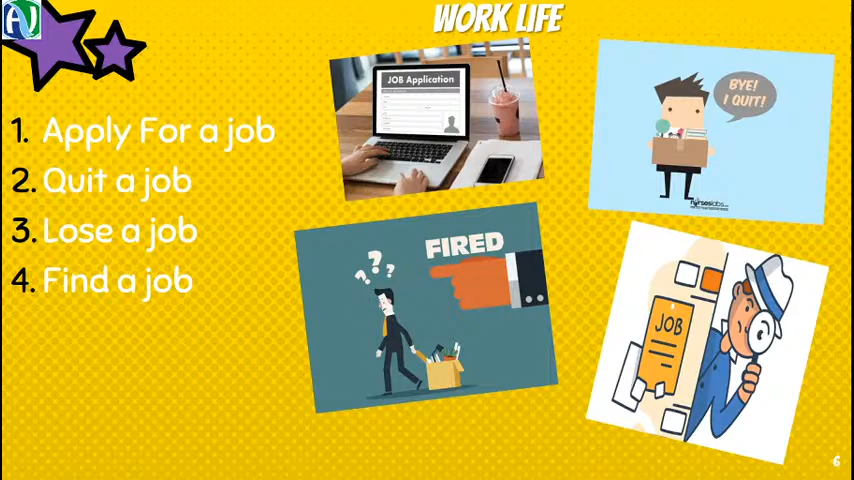 WORK LIFE
1. Apply For a job
2. Quit a job
3. Lose a job
4. Find a job
JOB Application
BYE!
I QUIT!
nurseslabs
FIRED
???
JOB
6